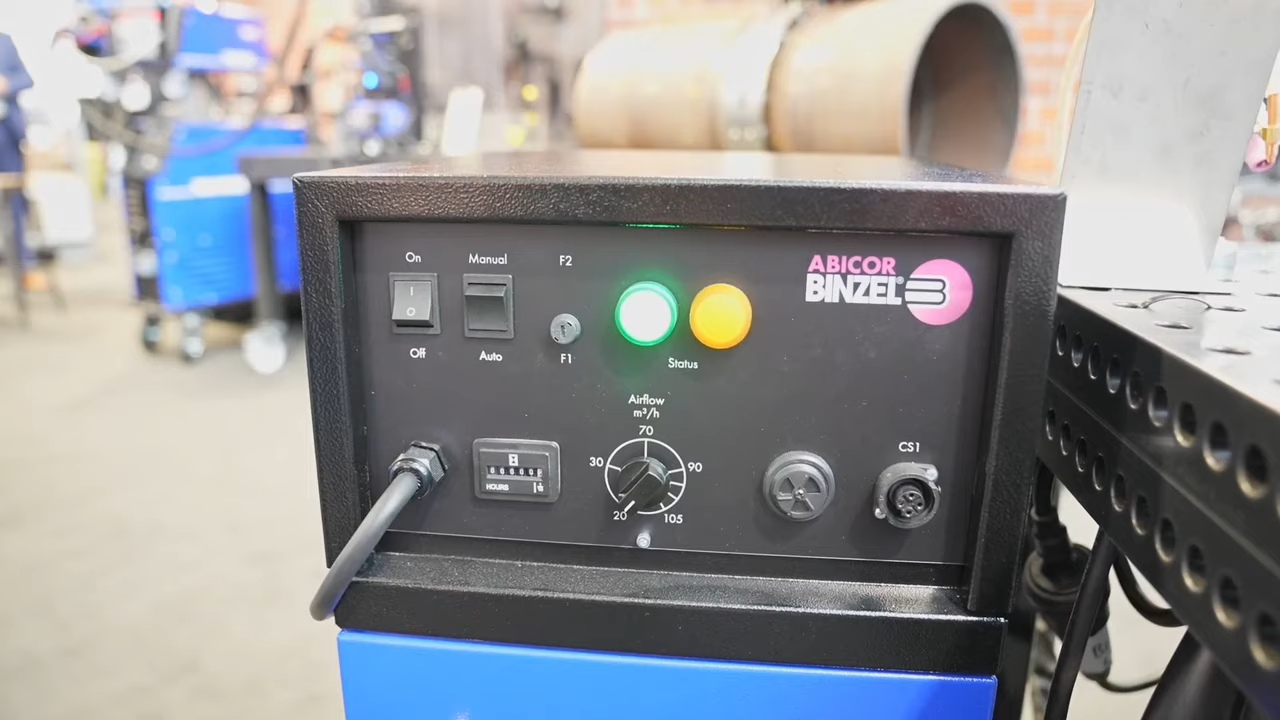 On
Manual
F2
ABICOR
BINZEL®
I
O
Off
Auto
F1
Status
Airflow
m³/h
70
30
90
20
105
HOURS
CS1